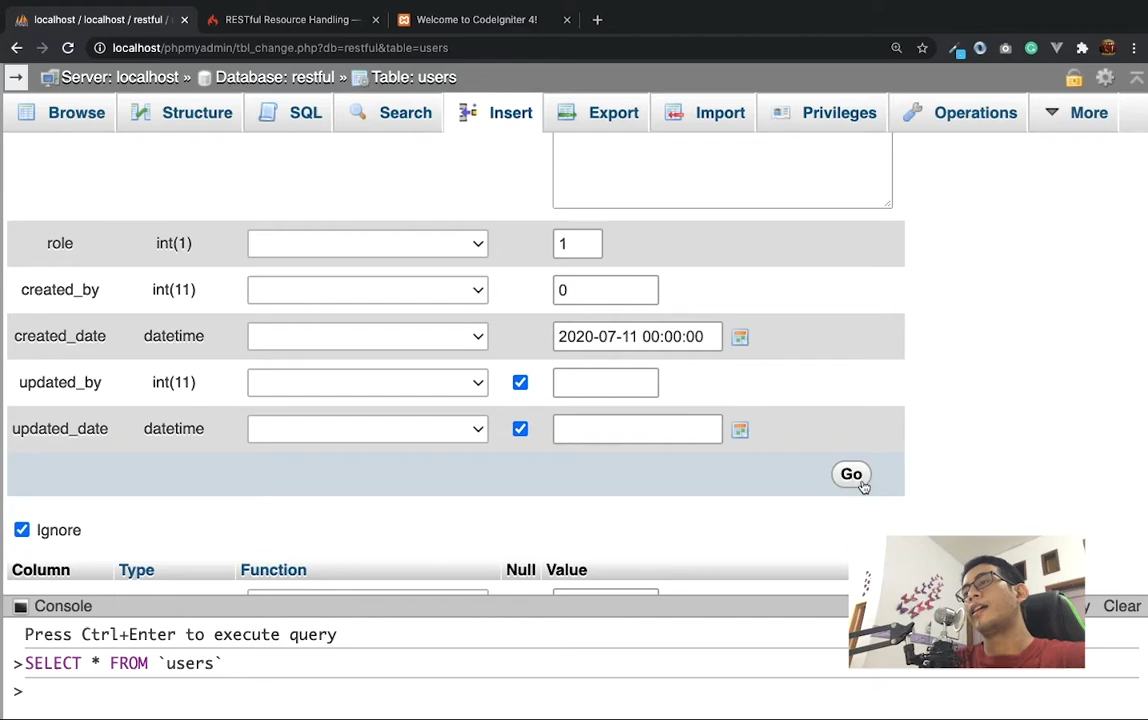 localhost / localhost / restful /
RESTful Resource Handling —
Welcome to CodeIgniter 4!
localhost/phpmyadmin/tbl_change.php?db=restful&table=users
Server: localhost » Database: restful » Table: users
Browse Structure SQL Search Insert Export Import Privileges Operations More
role int(1) 1
created_by int(11) 0
created_date datetime 2020-07-11 00:00:00
updated_by int(11)
updated_date datetime
Go
Ignore
Column Type Function Null Value
Console
Clear
Press Ctrl+Enter to execute query
>SELECT * FROM `users`
>